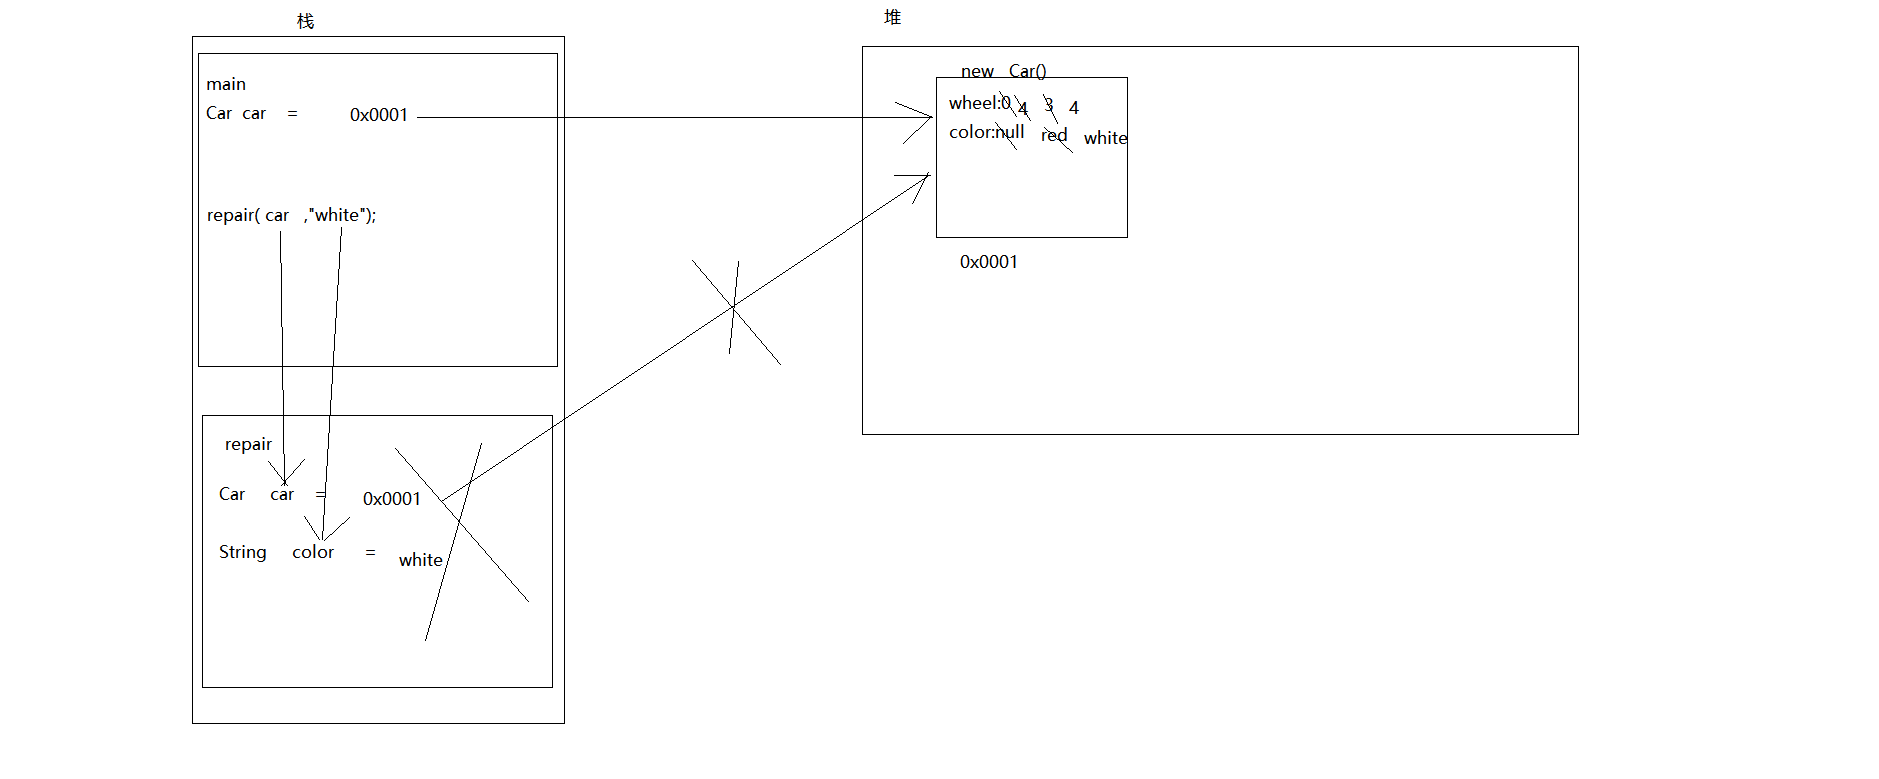 栈
main
Car car = 0x0001
repair( car ,"white");
repair
Car car = 0x0001
String color = white
堆
new Car()
wheel:0 4 3 4
color:null red white
0x0001